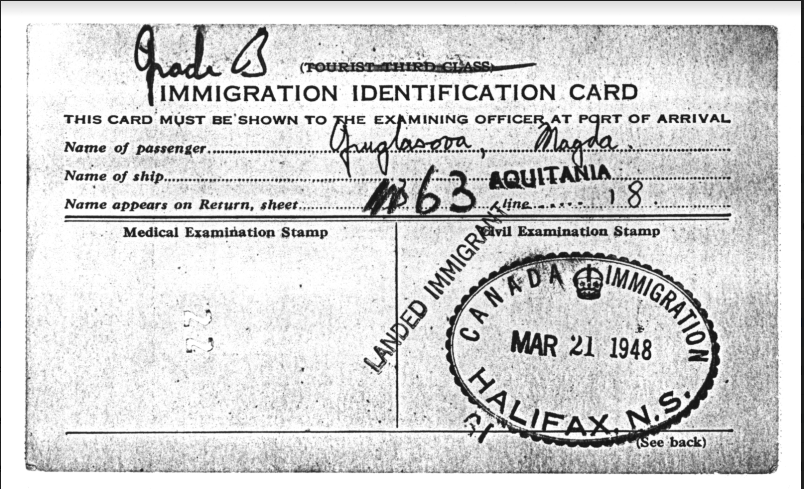 Grade B
(TOURIST THIRD CLASS)
IMMIGRATION IDENTIFICATION CARD
THIS CARD MUST BE SHOWN TO THE EXAMINING OFFICER AT PORT OF ARRIVAL
Name of passenger , Magda.
Name of ship AQUITANIA
Name appears on Return, sheet 63 line 18
Medical Examination Stamp
Civil Examination Stamp
LANDED IMMIGRANT
CANADA IMMIGRATION
MAR 21 1948
HALIFAX, N.S.
(See back)